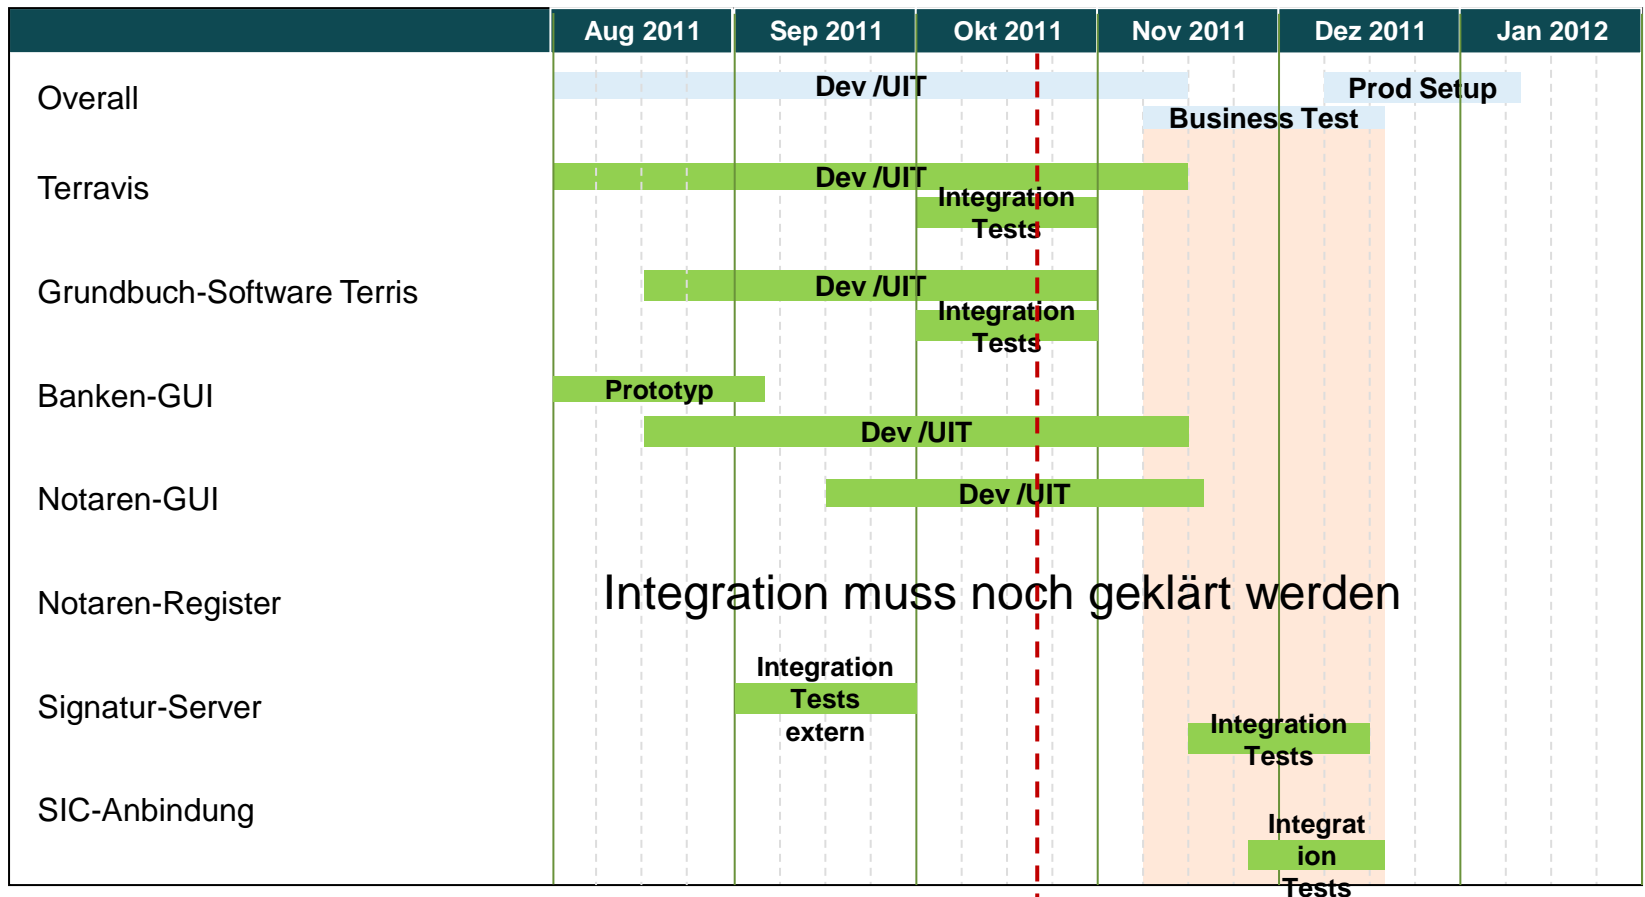 Aug 2011 Sep 2011 Okt 2011 Nov 2011 Dez 2011 Jan 2012
Overall
Dev /UIT
Prod Setup
Business Test
Terravis
Dev /UIT
Integration
Tests
Grundbuch-Software Terris
Dev /UIT
Integration
Tests
Banken-GUI
Prototyp
Dev /UIT
Notaren-GUI
Dev /UIT
Notaren-Register
Integration muss noch geklärt werden
Signatur-Server
Integration
Tests
extern
Integration
Tests
SIC-Anbindung
Integrat
ion
Tests